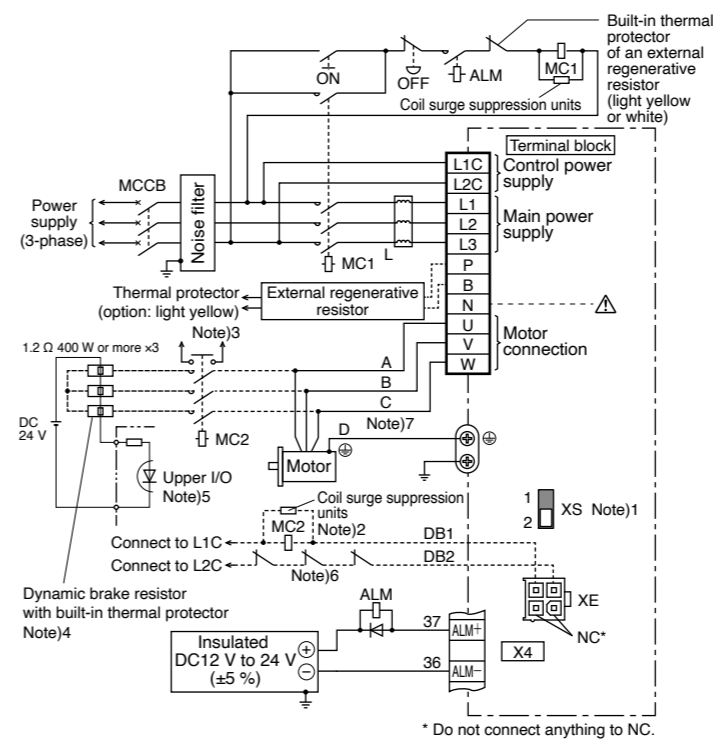 Built-in thermal
protector
of an external
regenerative
resistor
(light yellow
or white)
ON
OFF
ALM
MC1
Coil surge suppression units
Terminal block
L1C
L2C
L1
L2
L3
P
B
N
U
V
W
Control power
supply
Main power
supply
Motor
connection
MCCB
Power
supply
(3-phase)
Noise filter
MC1
L
Thermal protector
(option: light yellow)
External regenerative
resistor
Note)3
1.2 Ω 400 W or more ×3
A
B
C
Note)7
D
DC
24 V
MC2
Motor
Upper I/O
Note)5
1
2
XS Note)1
Coil surge suppression
units
Note)2
MC2
DB1
DB2
Connect to L1C
Connect to L2C
Note)6
Dynamic brake resistor
with built-in thermal protector
Note)4
XE
NC*
ALM
37
ALM+
36
ALM−
X4
Insulated
DC12 V to 24 V
(±5 %)
+
−
* Do not connect anything to NC.